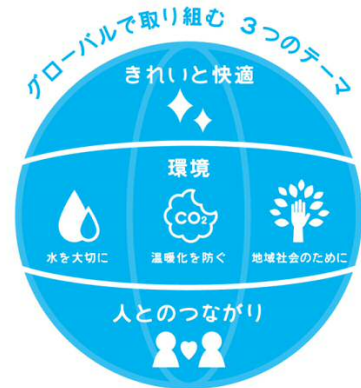 グローバルで取り組む 3つのテーマ
きれいと快適
環境
CO₂
水を大切に
温暖化を防ぐ
地域社会のために
人とのつながり